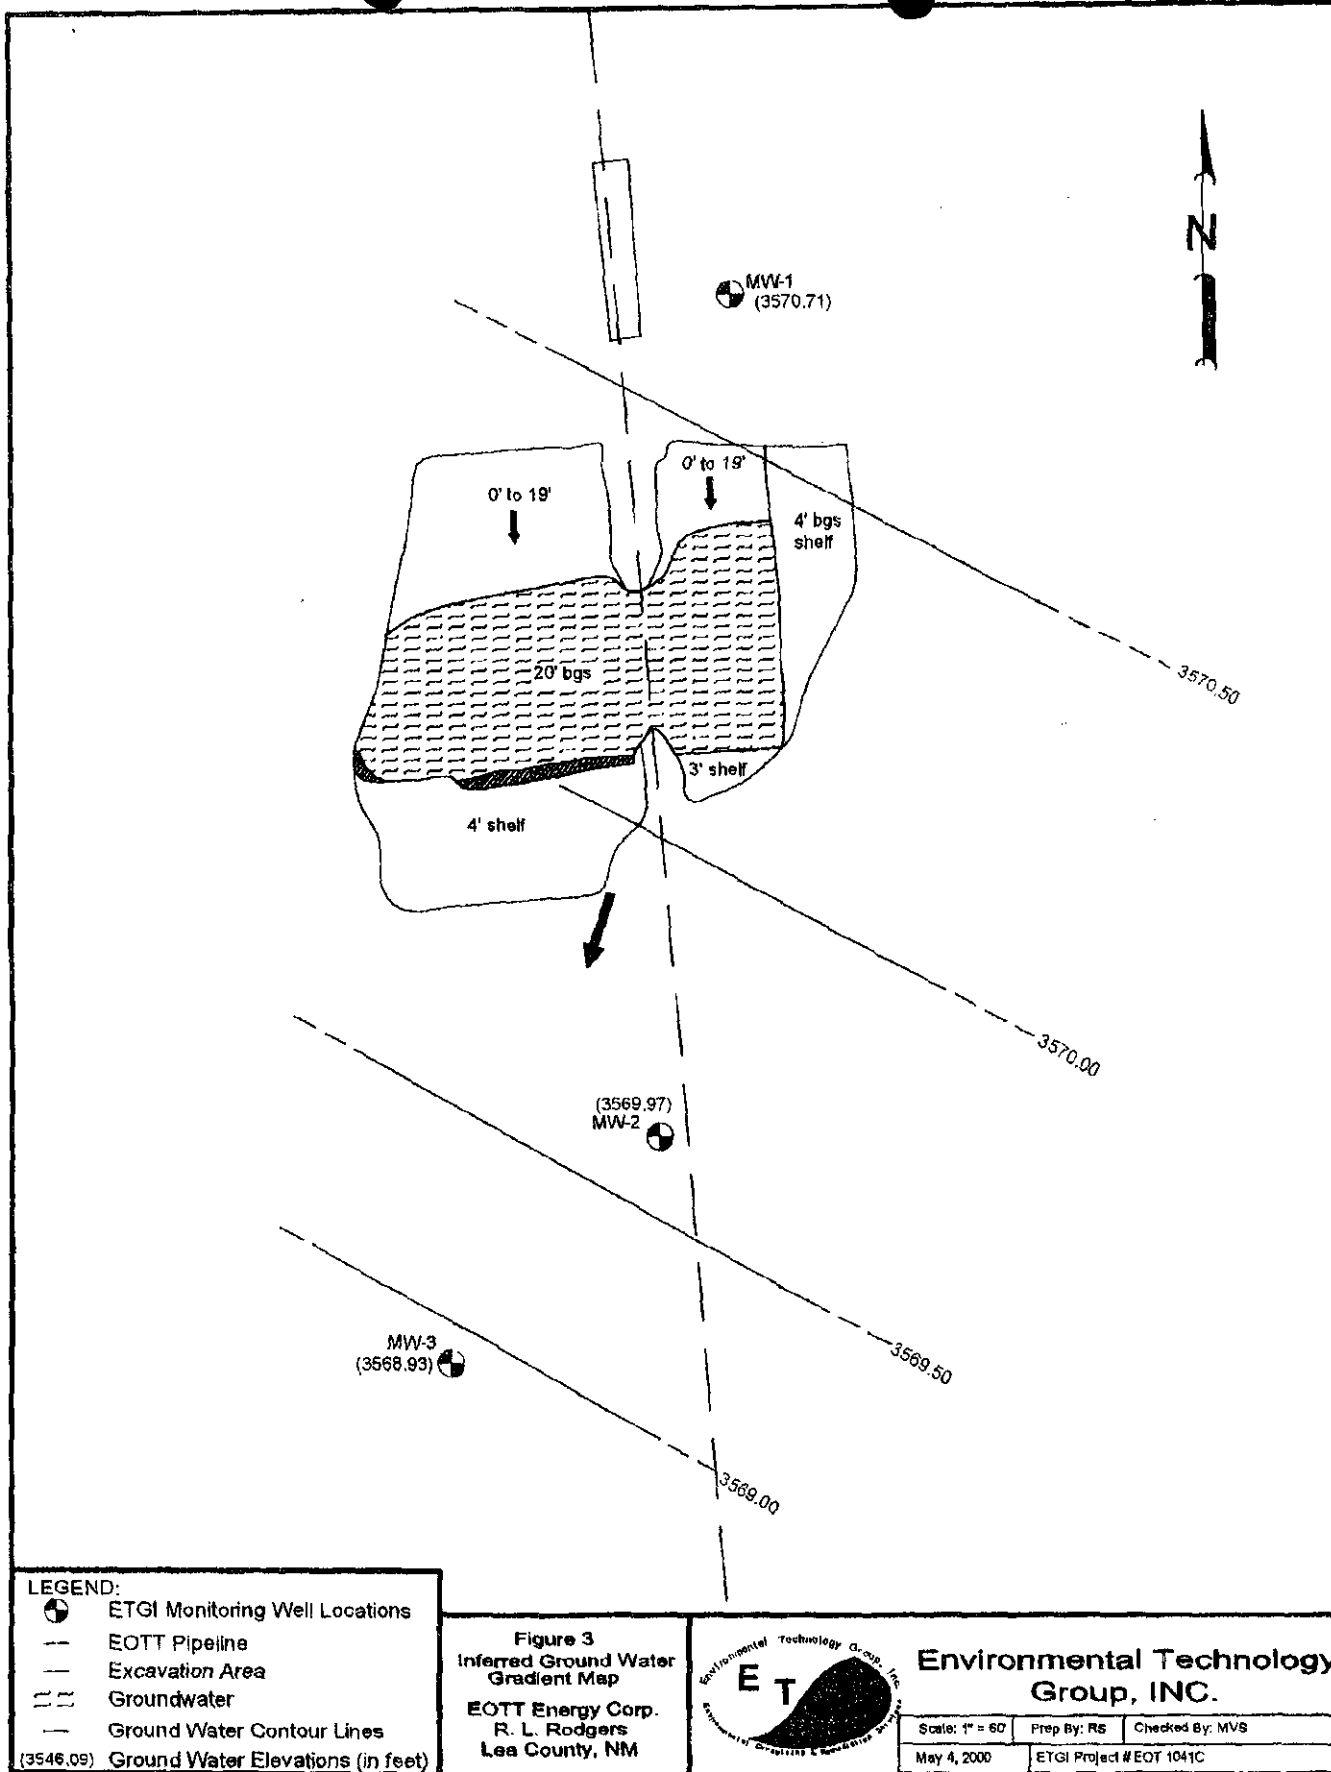 N
MW-1
(3570.71)
0' to 19'
0' to 19'
4' bgs
shelf
20' bgs
3570.50
3' shelf
4' shelf
3570.00
(3569.97)
MW-2
MW-3
(3568.93)
3569.50
3569.00
LEGEND:
ETGI Monitoring Well Locations
EOTT Pipeline
Excavation Area
Groundwater
Ground Water Contour Lines
(3546.09) Ground Water Elevations (in feet)
Figure 3
Inferred Ground Water
Gradient Map
EOTT Energy Corp.
R. L. Rodgers
Lea County, NM
Environmental Technology Group, Inc.
E T
Environmental Technology
Group, INC.
Scale: 1" = 60'
Prep By: RS
Checked By: MVS
May 4, 2000
ETGI Project # EOT 1041C